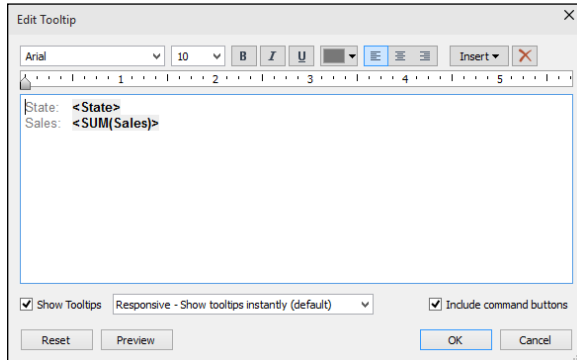 Edit Tooltip
Arial 10 B I U Insert
1 2 3 4 5
State: <State>
Sales: <SUM(Sales)>
Show Tooltips Responsive - Show tooltips instantly (default) Include command buttons
Reset Preview OK Cancel